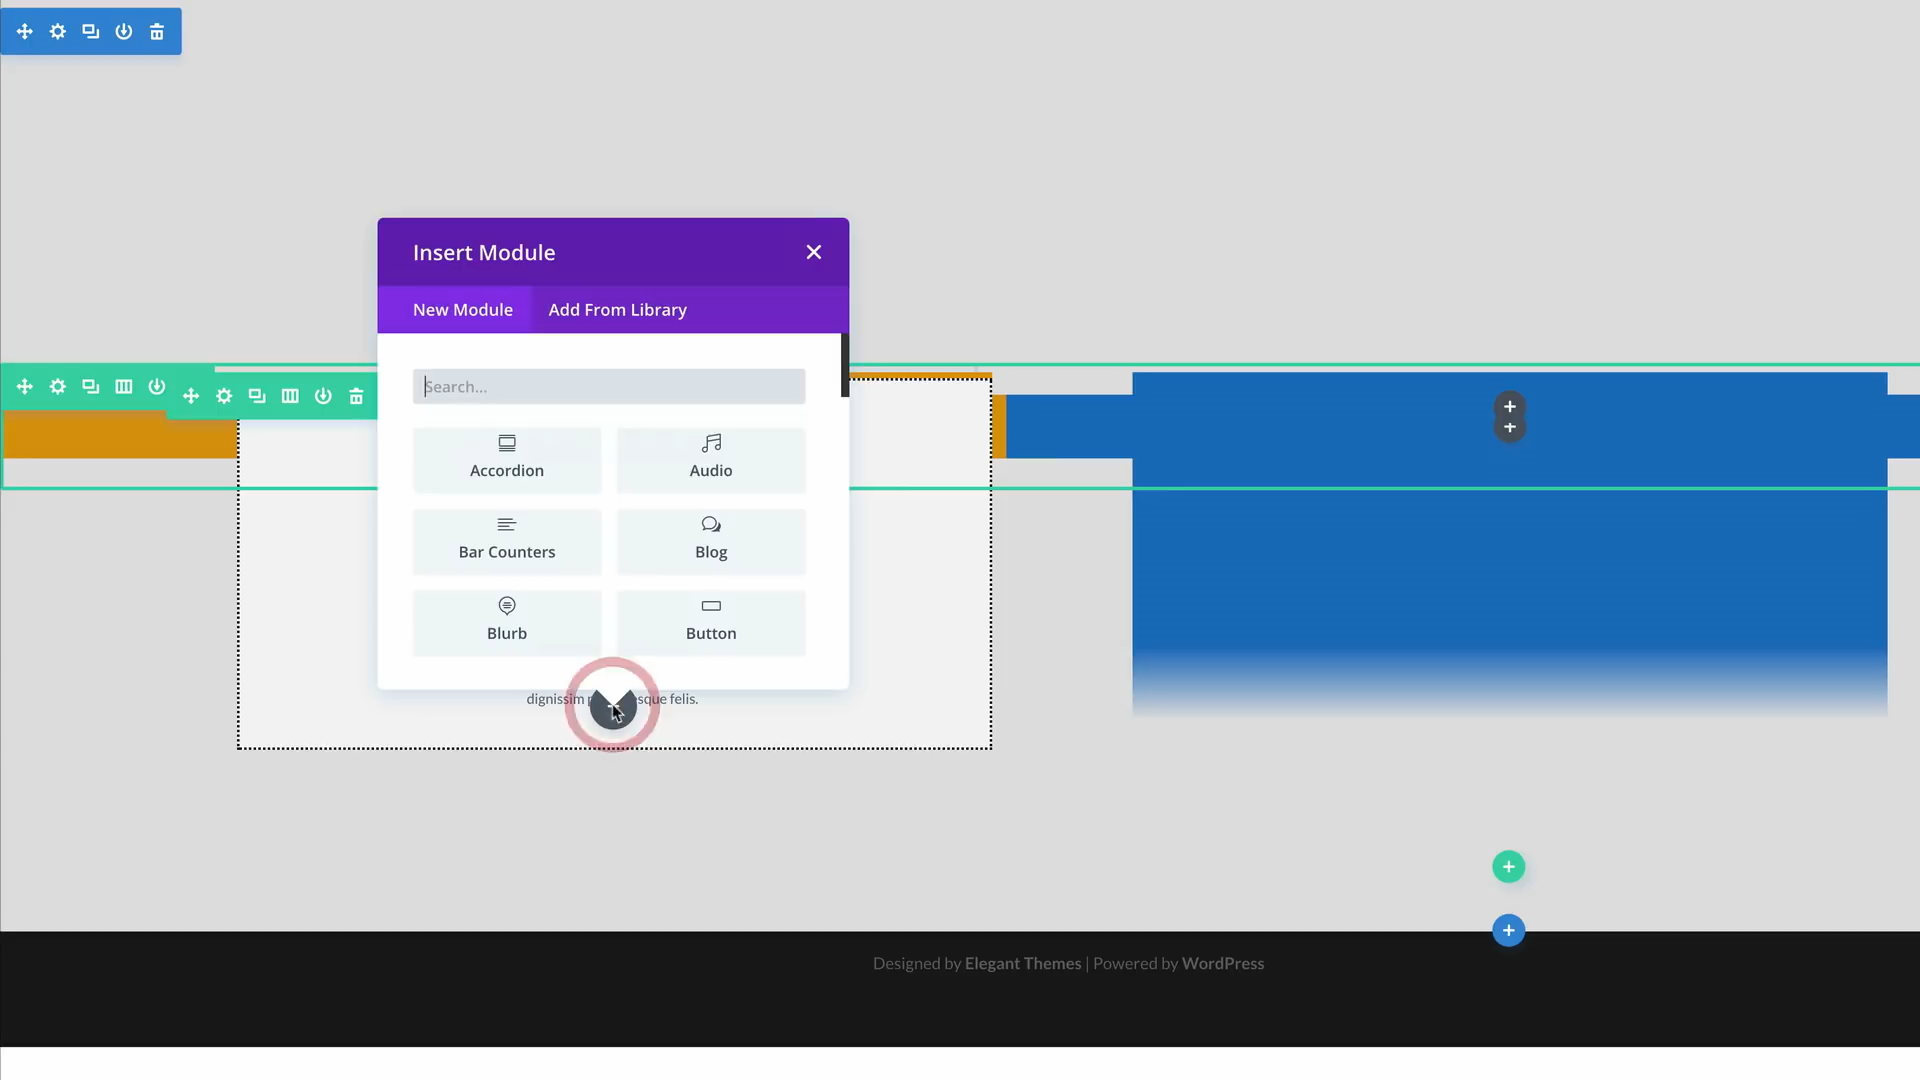 Insert Module
New Module Add From Library
Search...
Accordion Audio
Bar Counters Blog
Blurb Button
dignissim felis.
Designed by Elegant Themes | Powered by WordPress